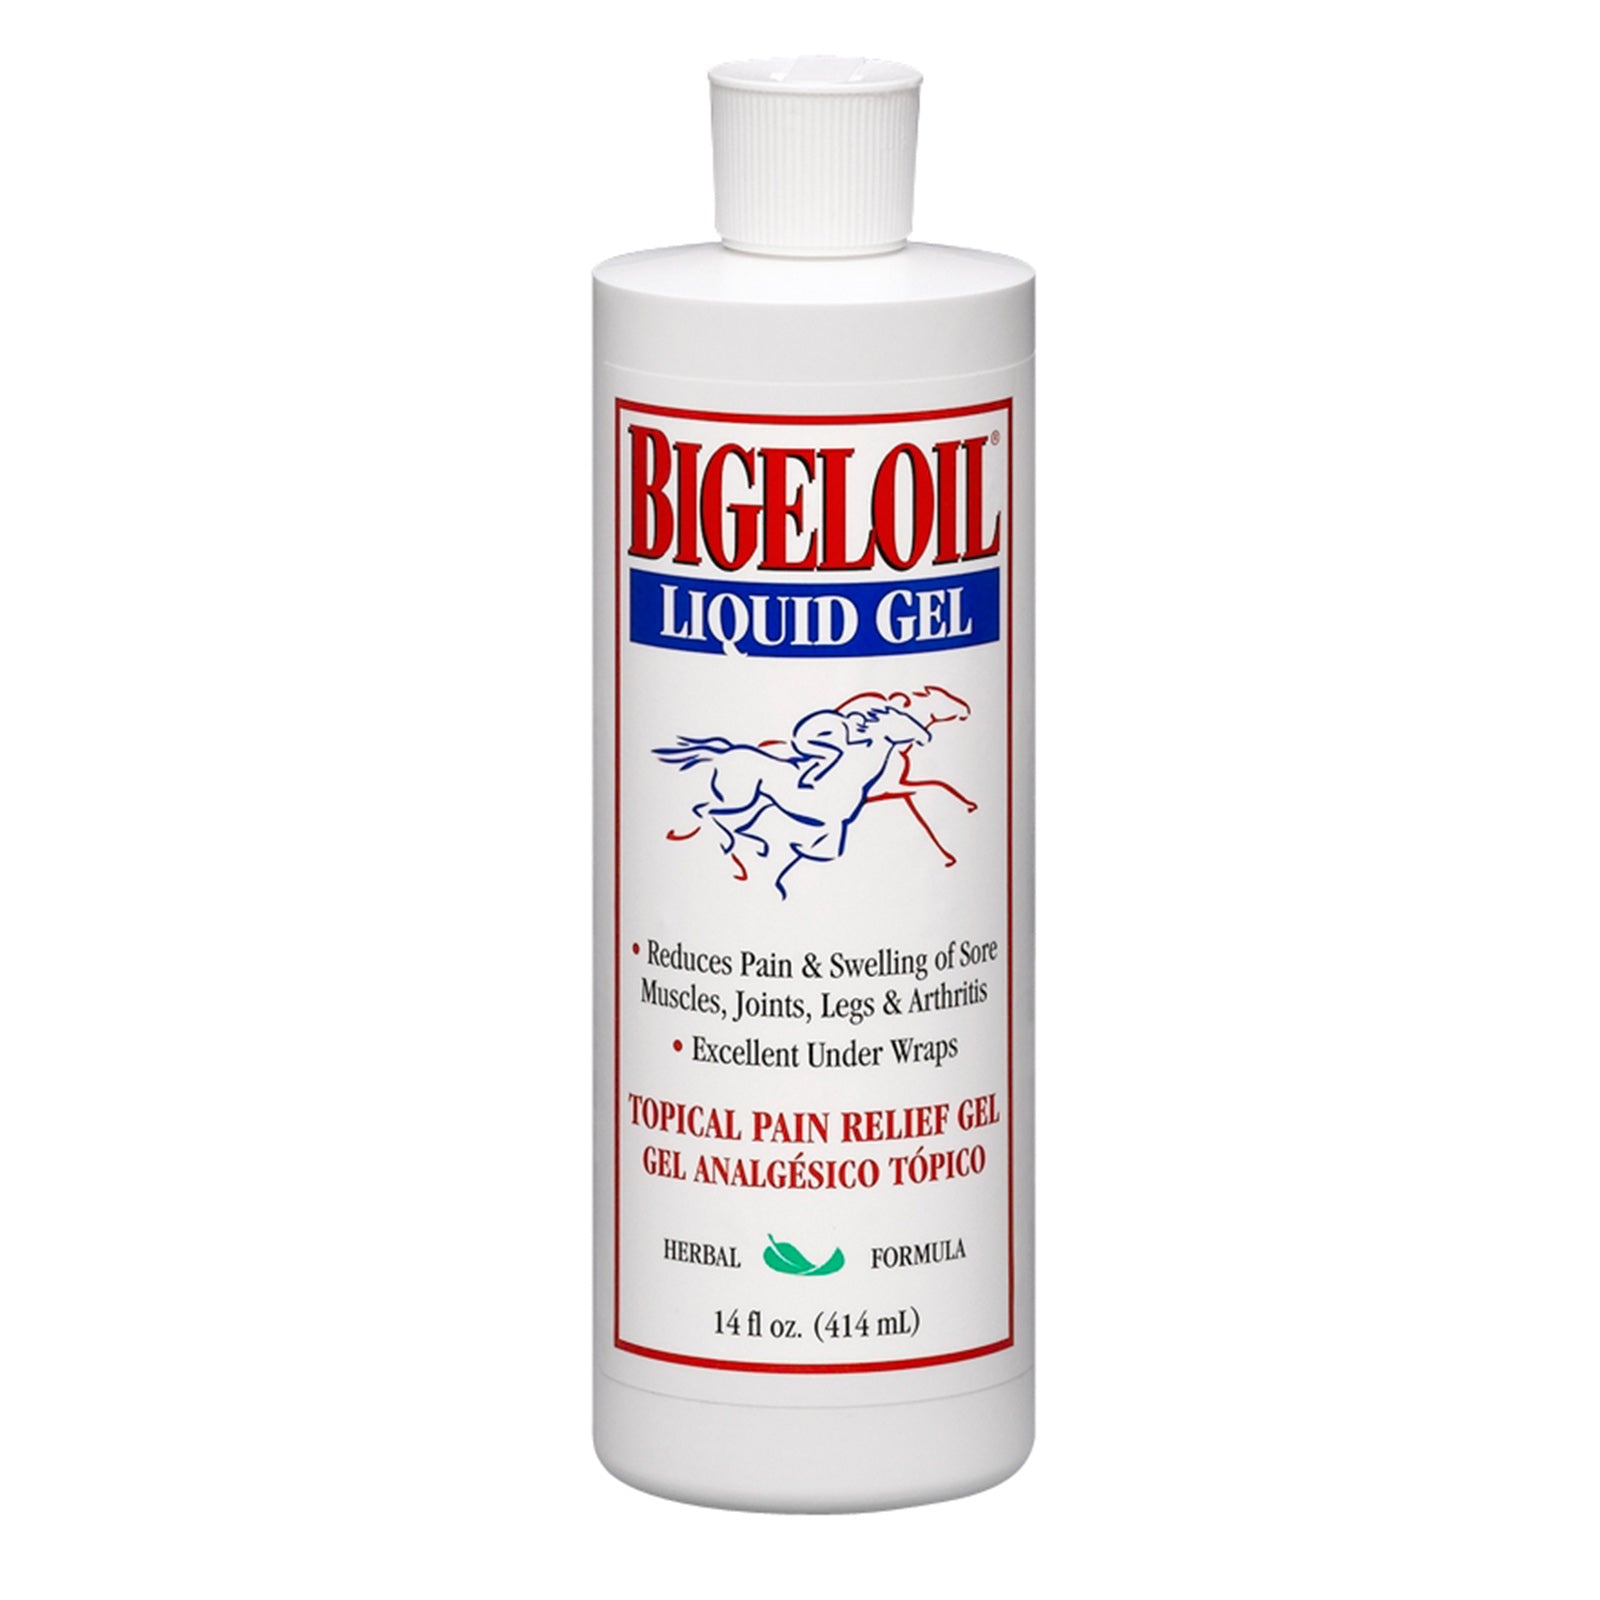 BIGELOIL®
LIQUID GEL
• Reduces Pain & Swelling of Sore
Muscles, Joints, Legs & Arthritis
• Excellent Under Wraps
TOPICAL PAIN RELIEF GEL
GEL ANALGÉSICO TÓPICO
HERBAL FORMULA
14 fl oz. (414 mL)